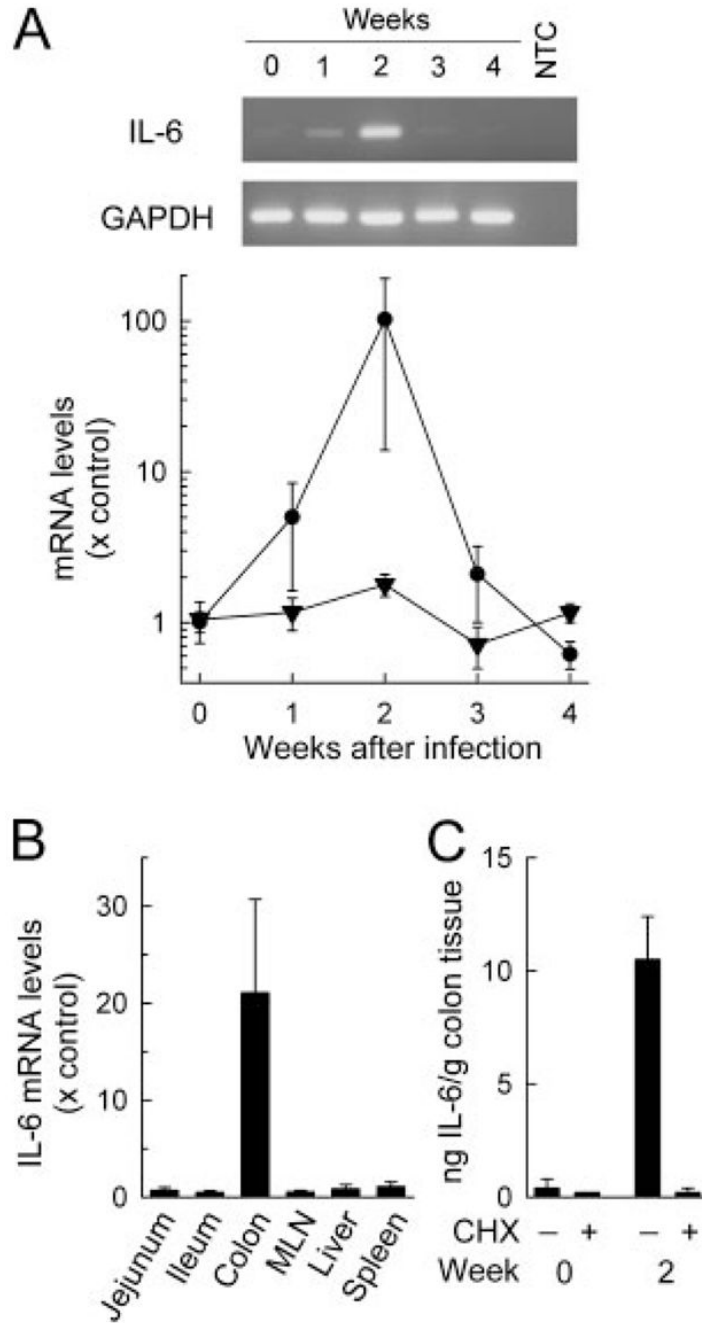 A
Weeks
0 1 2 3 4 NTC
IL-6
GAPDH
mRNA levels
(x control)
100
10
1
0 1 2 3 4
Weeks after infection
B
IL-6 mRNA levels
(x control)
30
20
10
0
Jejunum Ileum Colon MLN Liver Spleen
C
ng IL-6/g colon tissue
15
10
5
0
CHX – + – +
Week 0 2